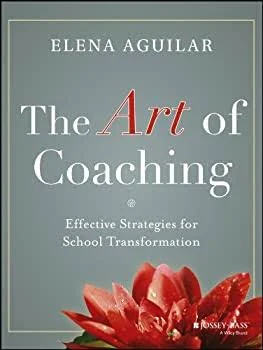 ELENA AGUILAR
The Art of
Coaching
Effective Strategies for
School Transformation
JOSSEY-BASS
A Wiley Brand